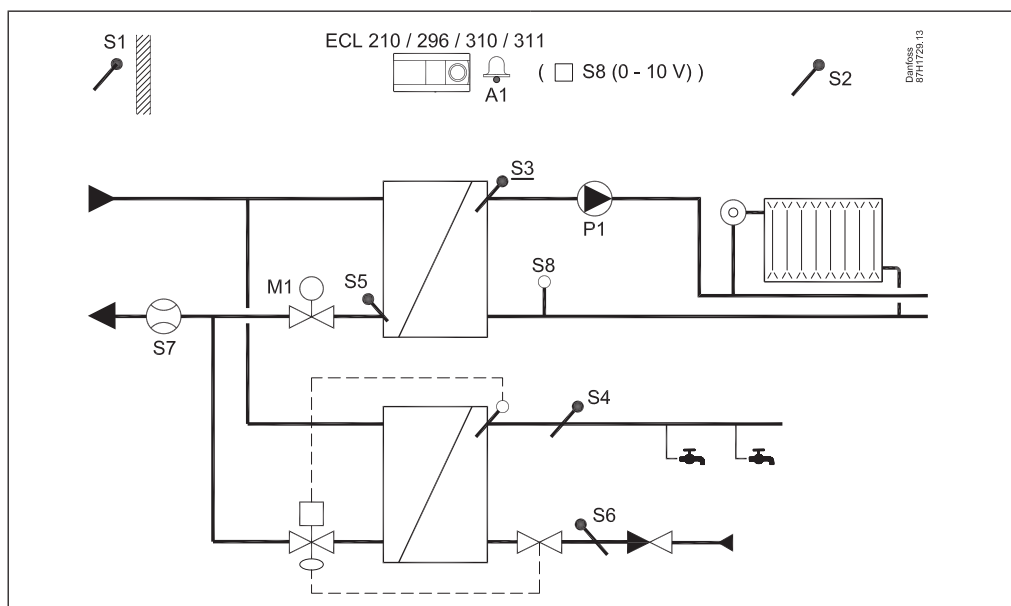 S1
ECL 210 / 296 / 310 / 311
A1
( S8 (0 - 10 V) )
S2
Danfoss
87H1729.13
S3
P1
S8
M1
S5
S7
S4
S6